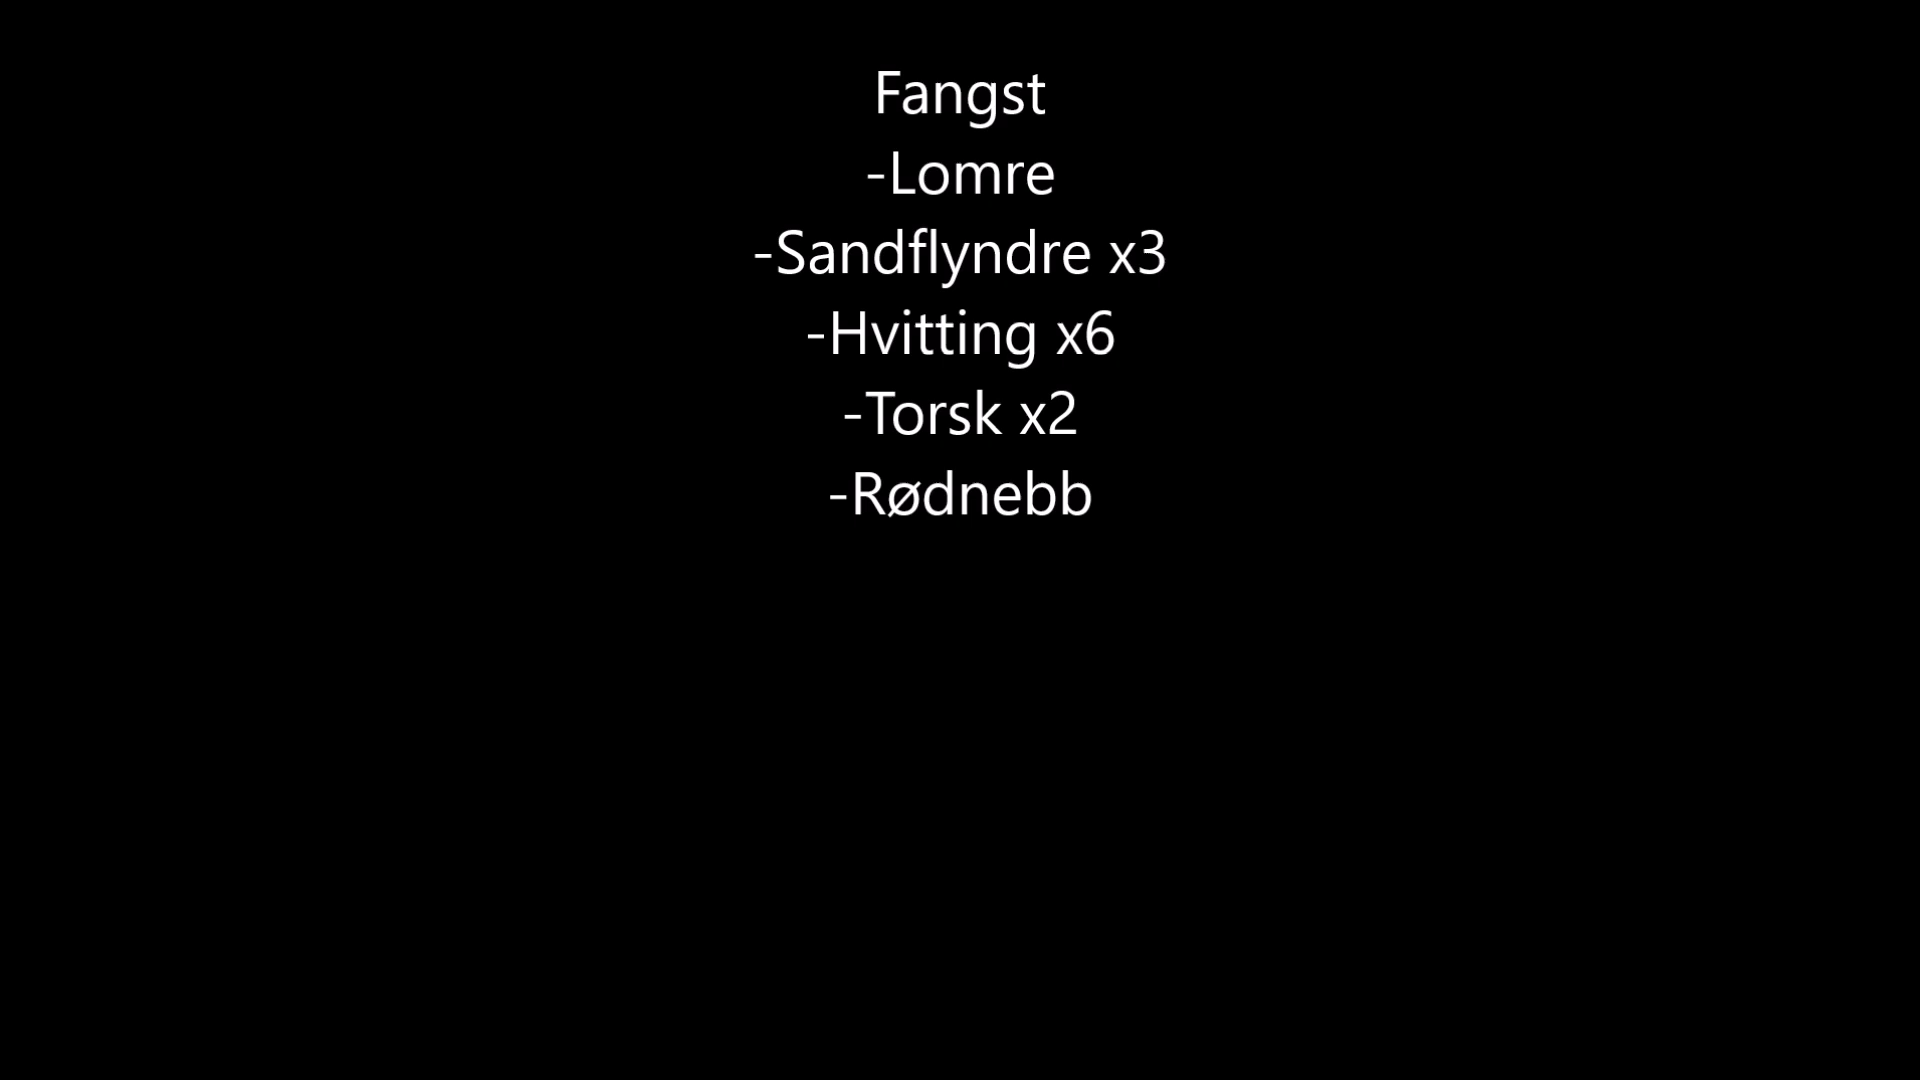 Fangst
-Lomre
-Sandflyndre x3
-Hvitting x6
-Torsk x2
-Rødnebb